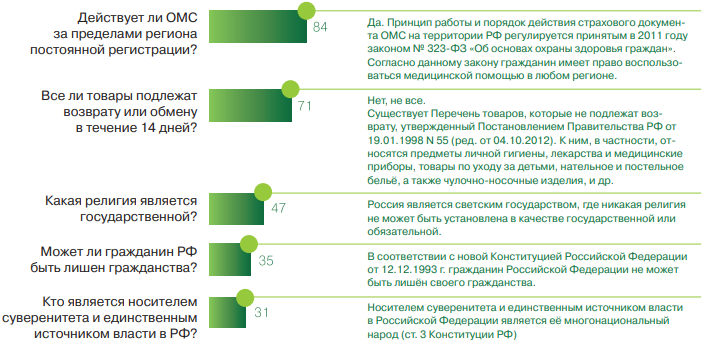 Действует ли ОМС
за пределами региона
постоянной регистрации?
84
Да. Принцип работы и порядок действия страхового докумен-
та ОМС на территории РФ регулируется принятым в 2011 году
законом № 323-ФЗ «Об основах охраны здоровья граждан».
Согласно данному закону гражданин имеет право воспользо-
ваться медицинской помощью в любом регионе.
Все ли товары подлежат
возврату или обмену
в течение 14 дней?
71
Нет, не все.
Существует Перечень товаров, которые не подлежат воз-
врату, утвержденный Постановлением Правительства РФ от
19.01.1998 N 55 (ред. от 04.10.2012). К ним, в частности, от-
носятся предметы личной гигиены, лекарства и медицинские
приборы, товары по уходу за детьми, нательное и постельное
бельё, а также чулочно-носочные изделия, и др.
Какая религия является
государственной?
47
Россия является светским государством, где никакая религия
не может быть установлена в качестве государственной или
обязательной.
Может ли гражданин РФ
быть лишен гражданства?
35
В соответствии с новой Конституцией Российской Федерации
от 12.12.1993 г. гражданин Российской Федерации не может
быть лишён своего гражданства.
Кто является носителем
суверенитета и единственным
источником власти в РФ?
31
Носителем суверенитета и единственным источником власти
в Российской Федерации является её многонациональный
народ (ст. 3 Конституции РФ)